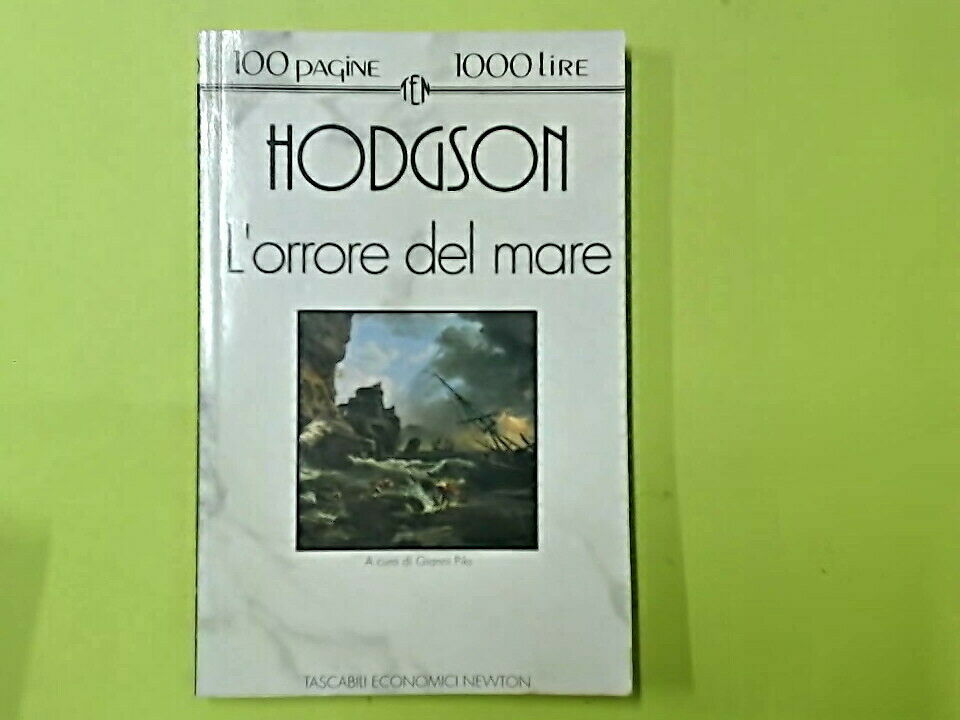 100 pagine 1000 lire
TEN
HODGSON
L'orrore del mare
A cura di Gianni Pilo
TASCABILI ECONOMICI NEWTON